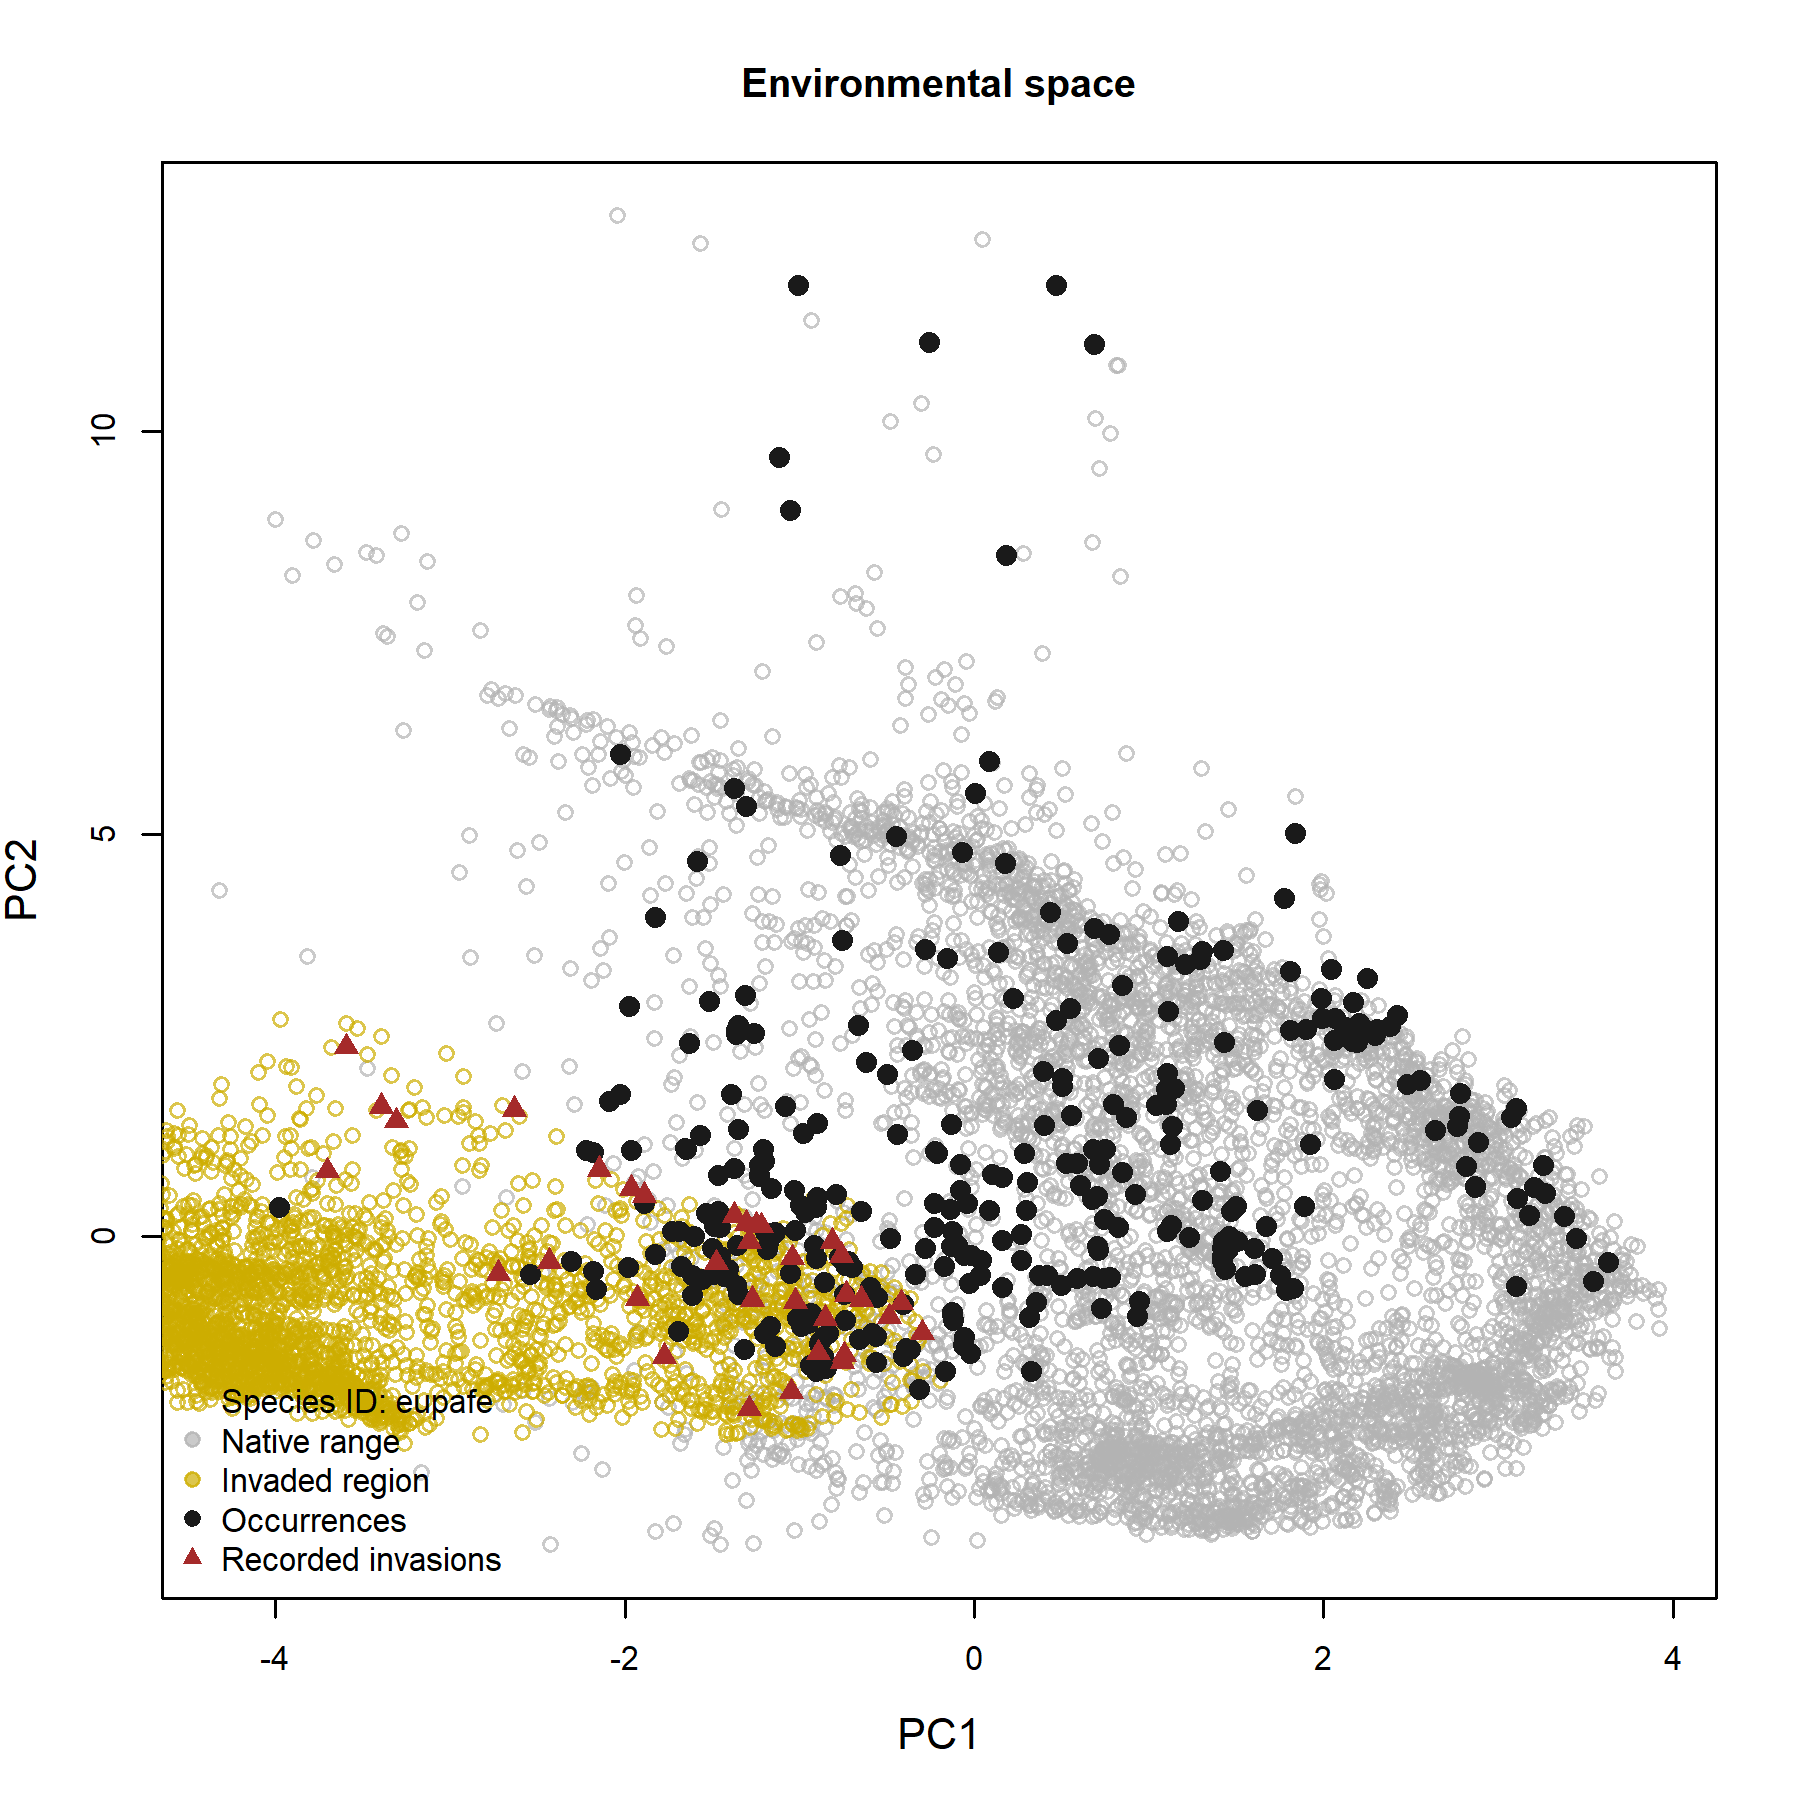 Environmental space
10
5
0
PC2
Species ID: eupafe
Native range
Invaded region
Occurrences
Recorded invasions
-4 -2 0 2 4
PC1